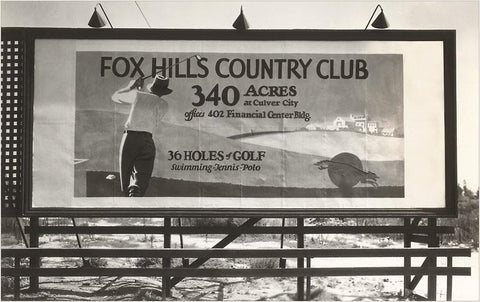 FOX HILLS COUNTRY CLUB
340 ACRES
at Culver City
offices 402 Financial Center Bldg.
36 HOLES of GOLF
Swimming-Tennis-Polo